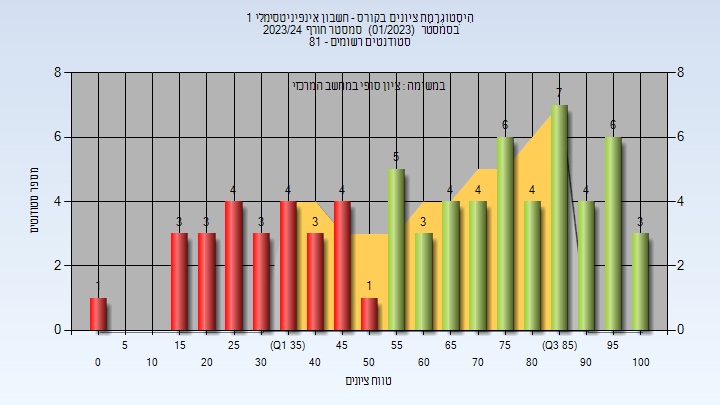 היסטוגרמת ציונים בקורס - חשבון אינפיניטסימלי 1
בסמסטר (01/2023) סמסטר חורף 2023/24
סטודנטים רשומים - 81
במשימה : ציון סופי במחשב המרכזי
מספר סטודנטים
8 8
6 6
4 4
2 2
0 0
1 3 3 4 3 4 3 4 1 5 3 4 4 6 4 7 4 6 3
5 15 25 (Q1 35) 45 55 65 75 (Q3 85) 95
0 10 20 30 40 50 60 70 80 90 100
טווח ציונים